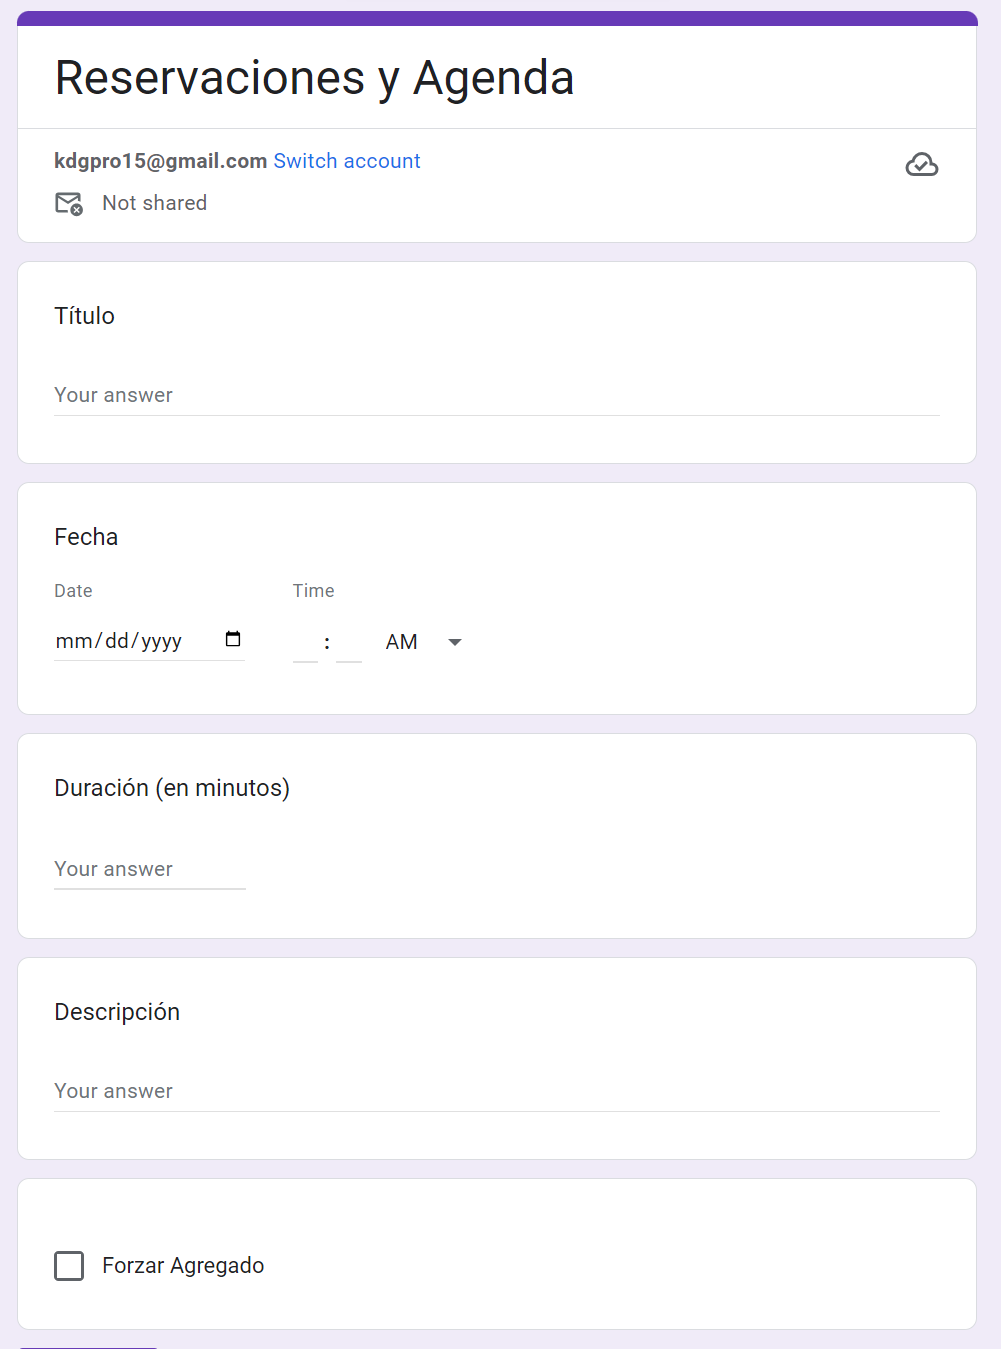 Reservaciones y Agenda
kdgpro15@gmail.com Switch account
Not shared
Título
Your answer
Fecha
Date Time
mm/dd/yyyy : AM
Duración (en minutos)
Your answer
Descripción
Your answer
Forzar Agregado